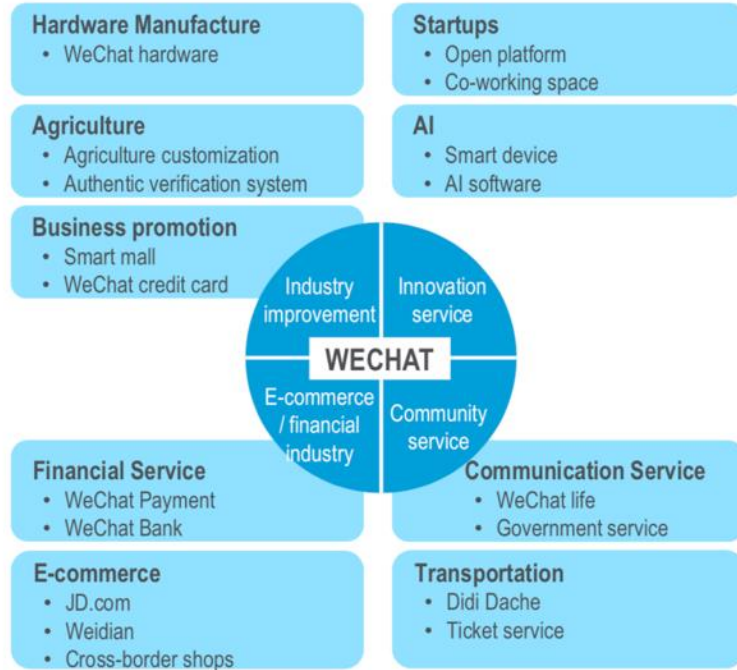 Hardware Manufacture
• WeChat hardware
Startups
• Open platform
• Co-working space
Agriculture
• Agriculture customization
• Authentic verification system
AI
• Smart device
• AI software
Business promotion
• Smart mall
• WeChat credit card
Industry
improvement
Innovation
service
WECHAT
E-commerce
/ financial
industry
Community
service
Financial Service
• WeChat Payment
• WeChat Bank
Communication Service
• WeChat life
• Government service
E-commerce
• JD.com
• Weidian
• Cross-border shops
Transportation
• Didi Dache
• Ticket service